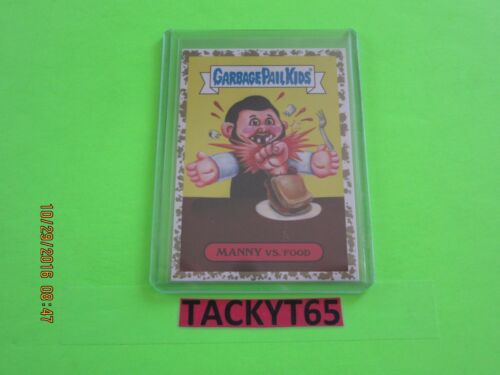 GARBAGE PAIL KIDS
MANNY VS. FOOD
TACKYT65
10/29/2016 08:47